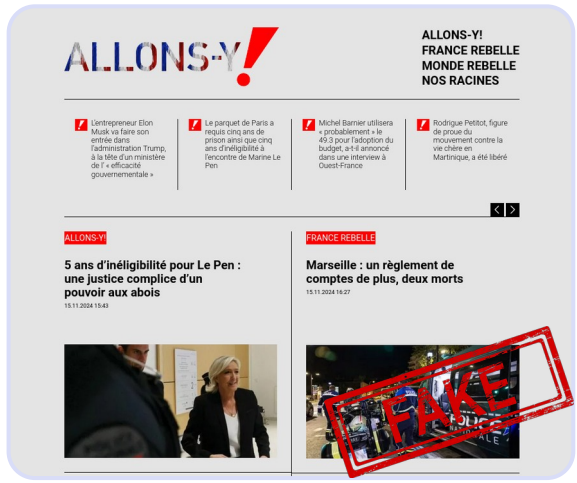 ALLONS-Y!
ALLONS-Y!
FRANCE REBELLE
MONDE REBELLE
NOS RACINES
L'entrepreneur Elon
Musk va faire son
entrée dans
l'administration Trump,
à la tête d'un ministère
de l' « efficacité
gouvernementale »
Le parquet de Paris a
requis cinq ans de
prison ainsi que cinq
ans d'inéligibilité à
l'encontre de Marine Le
Pen
Michel Barnier utilisera
« probablement » le
49.3 pour l'adoption du
budget, a-t-il annoncé
dans une interview à
Ouest-France
Rodrigue Petitot, figure
de proue du
mouvement contre la
vie chère en
Martinique, a été libéré
ALLONS-Y!
5 ans d'inéligibilité pour Le Pen :
une justice complice d'un
pouvoir aux abois
15.11.2024 15:43
FRANCE REBELLE
Marseille : un règlement de
comptes de plus, deux morts
15.11.2024 16:27
FAKE
POLICE
NATIONALE